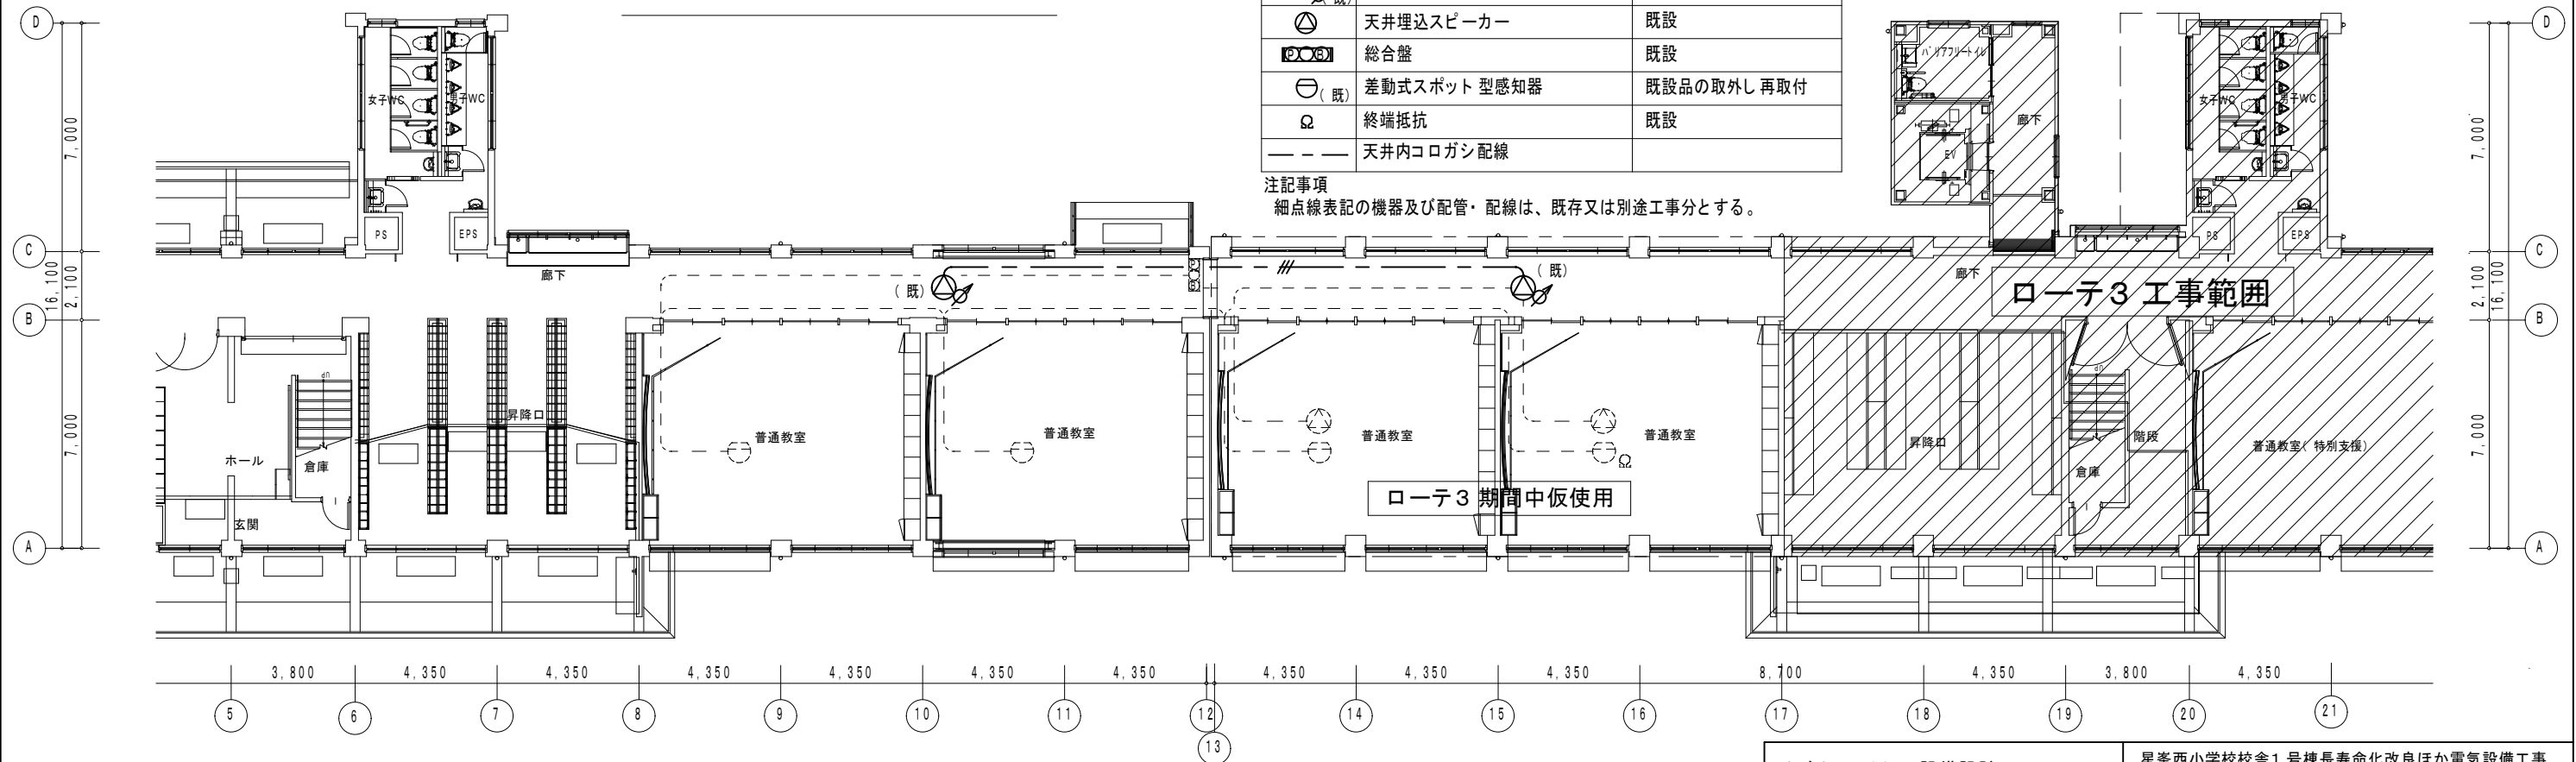 (既)
天井埋込スピーカー 既設
P B 総合盤 既設
(既) 差動式スポット型感知器 既設品の取外し再取付
Ω 終端抵抗 既設
天井内コロガシ配線
注記事項
細点線表記の機器及び配管・配線は、既存又は別途工事分とする。
D
D
7,000
7,000
女子WC
男子WC
バリアフリートイレ
EV
廊下
女子WC
男子WC
PS
EPS
PS
EPS
C
C
廊下
(既)
(既)
廊下
ローテ3 工事範囲
16,100
2,100
2,100
16,100
B
B
7,000
7,000
UP
UP
昇降口
ホール
倉庫
玄関
普通教室
普通教室
普通教室
普通教室
Ω
昇降口
階段
倉庫
普通教室(特別支援)
ローテ3 期間中仮使用
A
A
3,800 4,350 4,350 4,350 4,350 4,350 4,350 4,350 4,350 4,350 8,700 4,350 3,800 4,350
5 6 7 8 9 10 11 12 14 15 16 17 18 19 20 21
13
星峯西小学校校舎1号棟長寿命化改良ほか電気設備工事